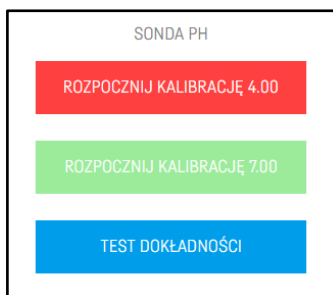 SONDA PH
ROZPOCZNIJ KALIBRACJĘ 4.00
ROZPOCZNIJ KALIBRACJĘ 7.00
TEST DOKŁADNOŚCI